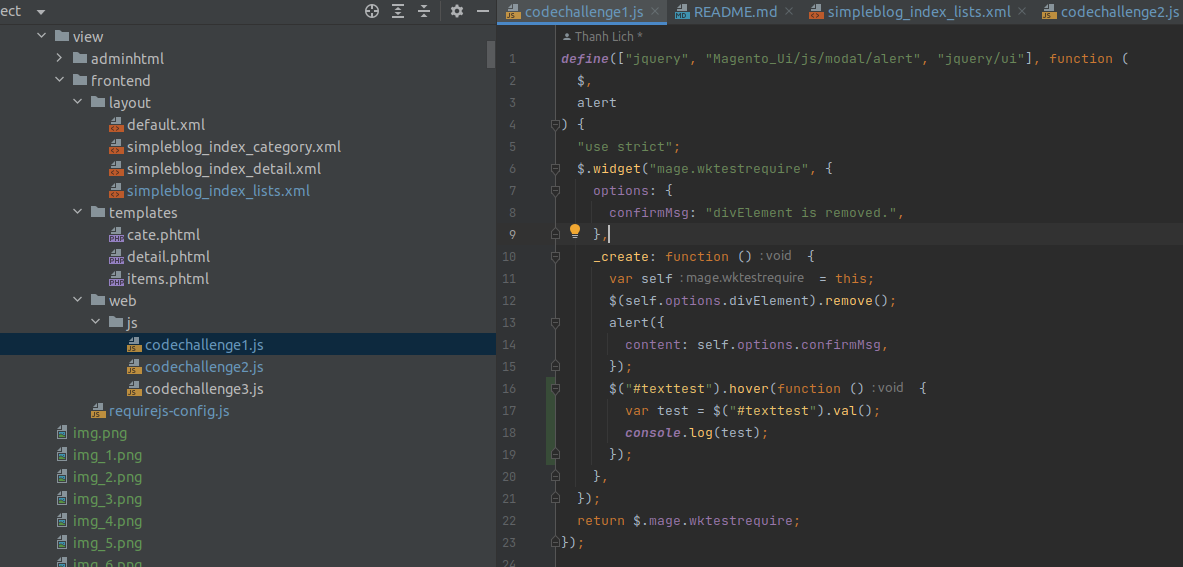 ect
view
adminhtml
frontend
layout
default.xml
simpleblog_index_category.xml
simpleblog_index_detail.xml
simpleblog_index_lists.xml
templates
cate.phtml
detail.phtml
items.phtml
web
js
codechallenge1.js
codechallenge2.js
codechallenge3.js
requirejs-config.js
img.png
img_1.png
img_2.png
img_3.png
img_4.png
img_5.png
img_6.png
codechallenge1.js README.md simpleblog_index_lists.xml codechallenge2.js
Thanh Lich *
1 define(["jquery", "Magento_Ui/js/modal/alert", "jquery/ui"], function (
2 $,
3 alert
4 ) {
5 "use strict";
6 $.widget("mage.wktestrequire", {
7 options: {
8 confirmMsg: "divElement is removed.",
9 },
10 _create: function () : void {
11 var self : mage.wktestrequire = this;
12 $(self.options.divElement).remove();
13 alert({
14 content: self.options.confirmMsg,
15 });
16 $("#texttest").hover(function () : void {
17 var test = $("#texttest").val();
18 console.log(test);
19 });
20 },
21 });
22 return $.mage.wktestrequire;
23 });
24